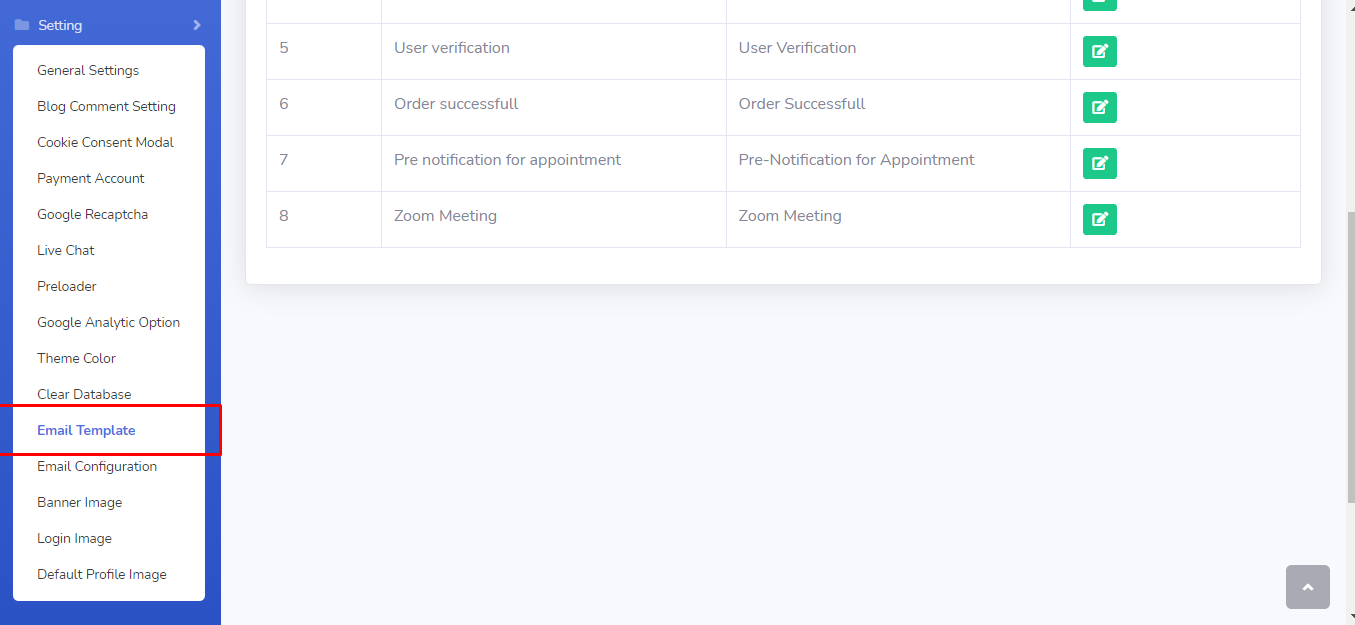 Setting
General Settings
Blog Comment Setting
Cookie Consent Modal
Payment Account
Google Recaptcha
Live Chat
Preloader
Google Analytic Option
Theme Color
Clear Database
Email Template
Email Configuration
Banner Image
Login Image
Default Profile Image
5 User verification User Verification
6 Order successfull Order Successfull
7 Pre notification for appointment Pre-Notification for Appointment
8 Zoom Meeting Zoom Meeting